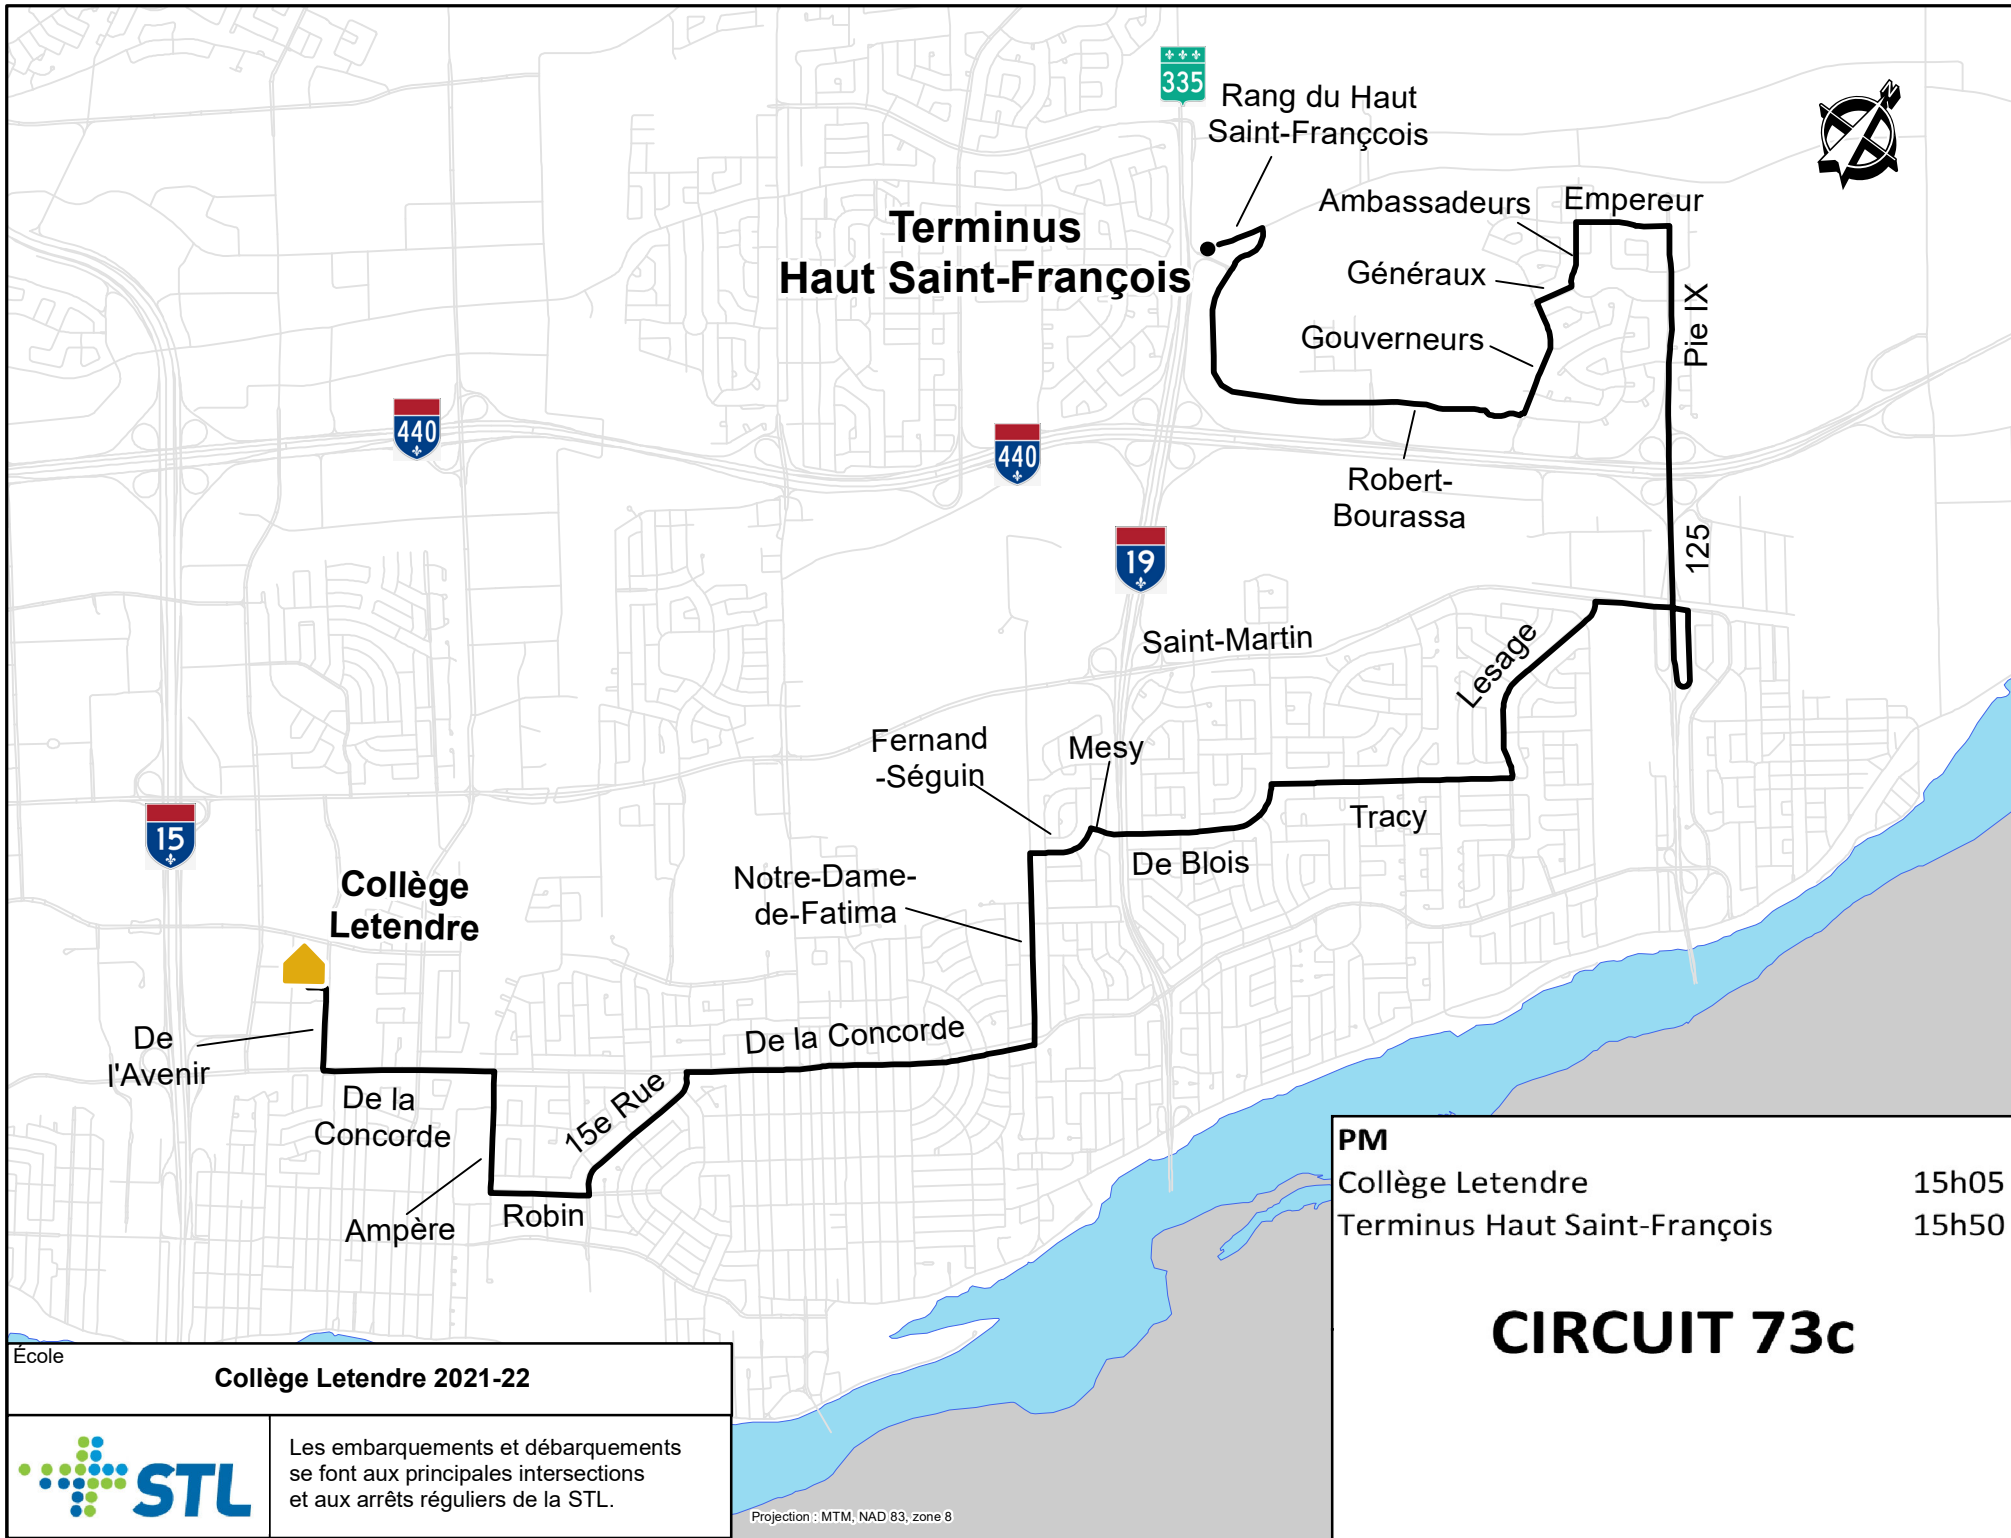 335
Rang du Haut
Saint-Françcois
N
Ambassadeurs
Empereur
Terminus
Haut Saint-François
Généraux
Gouverneurs
Pie IX
440
440
Robert-
Bourassa
19
125
Saint-Martin
Lesage
Fernand
-Séguin
Mesy
Tracy
15
De Blois
Collège
Letendre
Notre-Dame-
de-Fatima
De
l'Avenir
De la Concorde
De la
Concorde
15e Rue
Ampère
Robin
PM
Collège Letendre 15h05
Terminus Haut Saint-François 15h50
CIRCUIT 73c
École
Collège Letendre 2021-22
STL
Les embarquements et débarquements
se font aux principales intersections
et aux arrêts réguliers de la STL.
Projection : MTM, NAD 83, zone 8